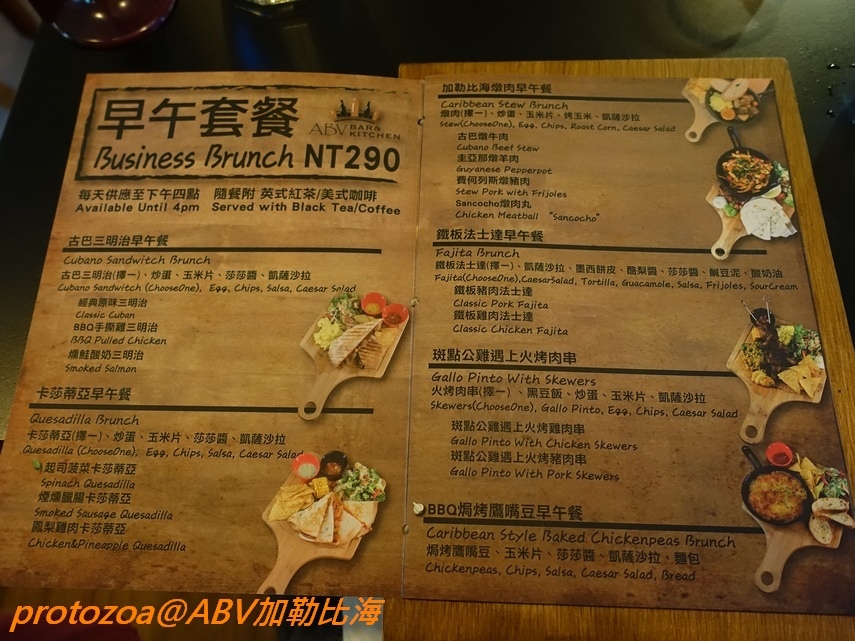 早午套餐
ABV BAR& KITCHEN
Business Brunch NT290
每天供應至下午四點 隨餐附 英式紅茶/美式咖啡
Available Until 4pm Served with Black Tea/Coffee
古巴三明治早午餐
Cubano Sandwitch Brunch
古巴三明治(擇一)、炒蛋、玉米片、莎莎醬、凱薩沙拉
Cubano Sandwitch (ChooseOne), Egg, Chips, Salsa, Caesar Salad
經典原味三明治
Classic Cuban
BBQ手撕雞三明治
BBQ Pulled Chicken
燻鮭酸奶三明治
Smoked Salmon
卡莎蒂亞早午餐
Quesadilla Brunch
卡莎蒂亞(擇一)、炒蛋、玉米片、莎莎醬、凱薩沙拉
Quesadilla (ChooseOne), Egg, Chips, Salsa, Caesar Salad
起司菠菜卡莎蒂亞
Spinach Quesadilla
煙燻臘腸卡莎蒂亞
Smoked Sausage Quesadilla
鳳梨雞肉卡莎蒂亞
Chicken&Pineapple Quesadilla
加勒比海燉肉早午餐
Caribbean Stew Brunch
燉肉(擇一)、炒蛋、玉米片、烤玉米、凱薩沙拉
Stew(ChooseOne), Egg, Chips, Roast Corn, Caesar Salad
古巴燉牛肉
Cubano Beef Stew
圭亞那燉羊肉
Guyanese Pepperpot
費何列斯燉豬肉
Stew Pork with Frijoles
Sancocho燉肉丸
Chicken Meatball “Sancocho”
鐵板法士達早午餐
Fajita Brunch
鐵板法士達(擇一)、凱薩沙拉、墨西餅皮、酪梨醬、莎莎醬、鹹豆泥、酸奶油
Fajita(ChooseOne),CaesarSalad, Tortilla, Guacamole, Salsa, Frijoles, SourCream
鐵板豬肉法士達
Classic Pork Fajita
鐵板雞肉法士達
Classic Chicken Fajita
斑點公雞遇上火烤肉串
Gallo Pinto With Skewers
火烤肉串(擇一)、黑豆飯、炒蛋、玉米片、凱薩沙拉
Skewers(ChooseOne), Gallo Pinto, Egg, Chips, Caesar Salad
斑點公雞遇上火烤雞肉串
Gallo Pinto With Chicken Skewers
斑點公雞遇上火烤豬肉串
Gallo Pinto With Pork Skewers
BBQ焗烤鷹嘴豆早午餐
Caribbean Style Baked Chickenpeas Brunch
焗烤鷹嘴豆、玉米片、莎莎醬、凱薩沙拉、麵包
Chickenpeas, Chips, Salsa, Caesar Salad, Bread
protozoa@ABV加勒比海